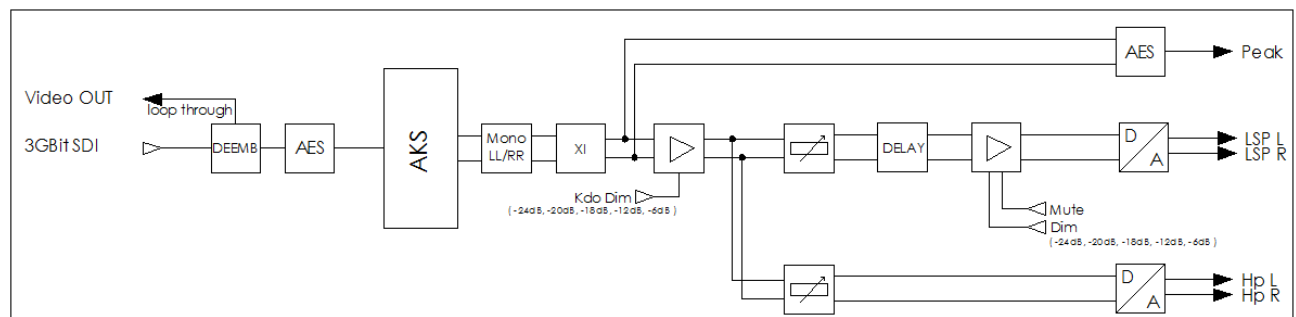 AES
Peak
Video OUT
loop through
3GBit SDI
DEEMB
AES
AKS
Mono
LL/RR
XI
DELAY
D
A
LSP L
LSP R
Kdo Dim
( -24dB, -20dB, -18dB, -12dB, -6dB )
Mute
Dim
( -24dB, -20dB, -18dB, -12dB, -6dB )
D
A
Hp L
Hp R